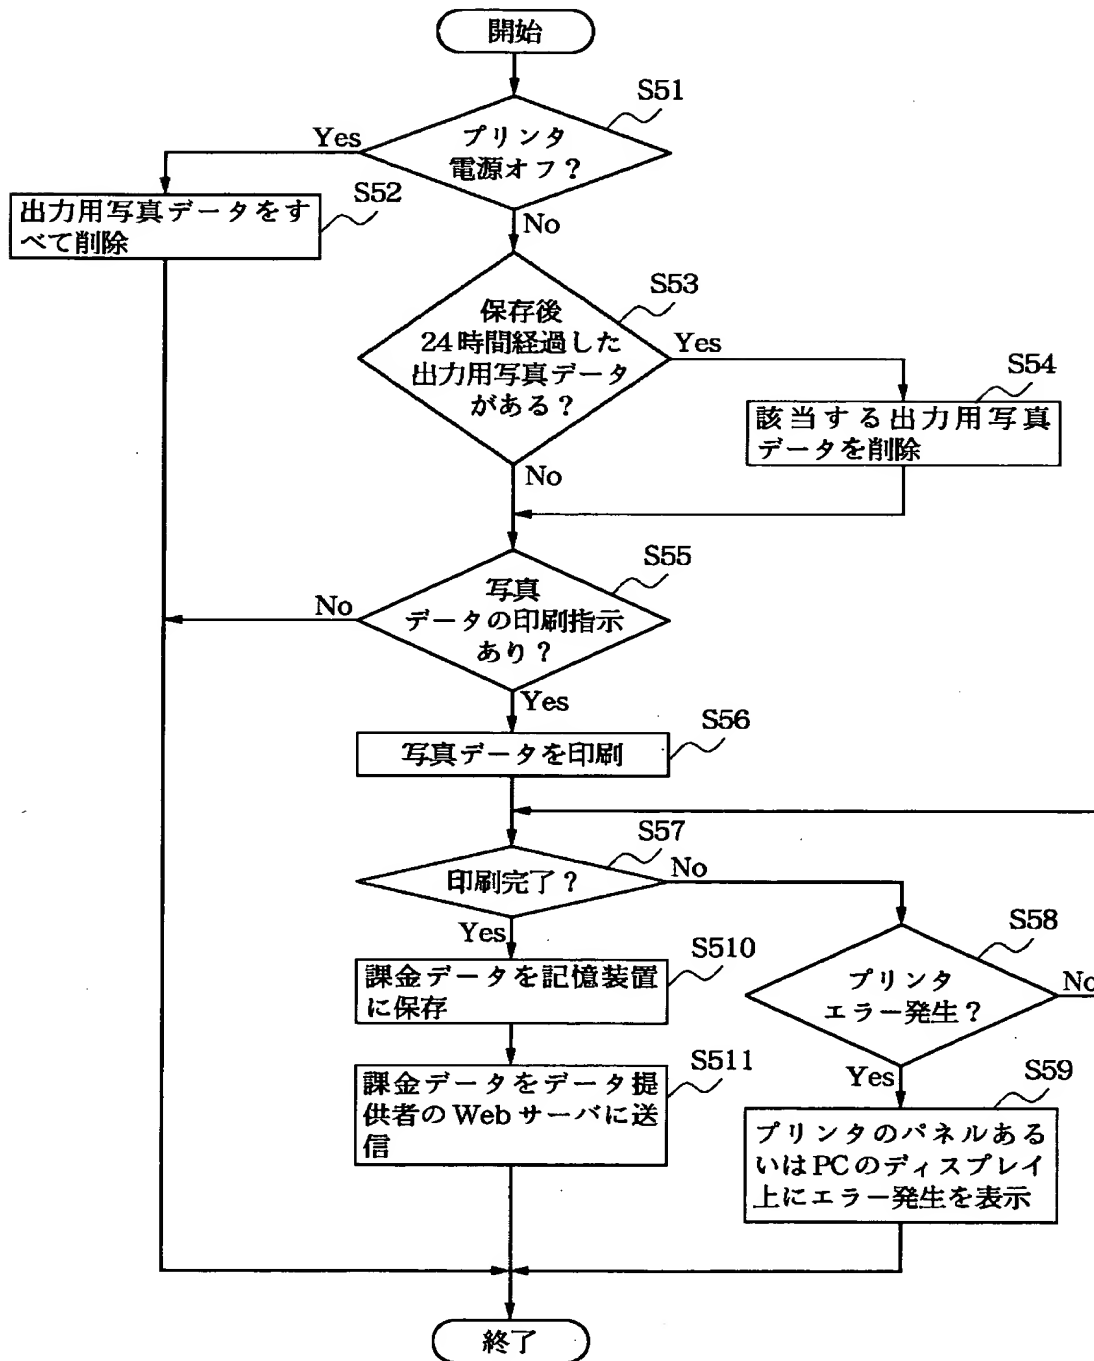 開始
S51
プリンタ
電源オフ？
Yes
No
S52
出力用写真データをす
べて削除
S53
保存後
24時間経過した
出力用写真データ
がある？
Yes
No
S54
該当する出力用写真
データを削除
S55
写真
データの印刷指示
あり？
No
Yes
S56
写真データを印刷
S57
印刷完了？
No
Yes
S58
プリンタ
エラー発生？
No
Yes
S510
課金データを記憶装置
に保存
S511
課金データをデータ提
供者のWebサーバに送
信
S59
プリンタのパネルある
いはPCのディスプレイ
上にエラー発生を表示
終了